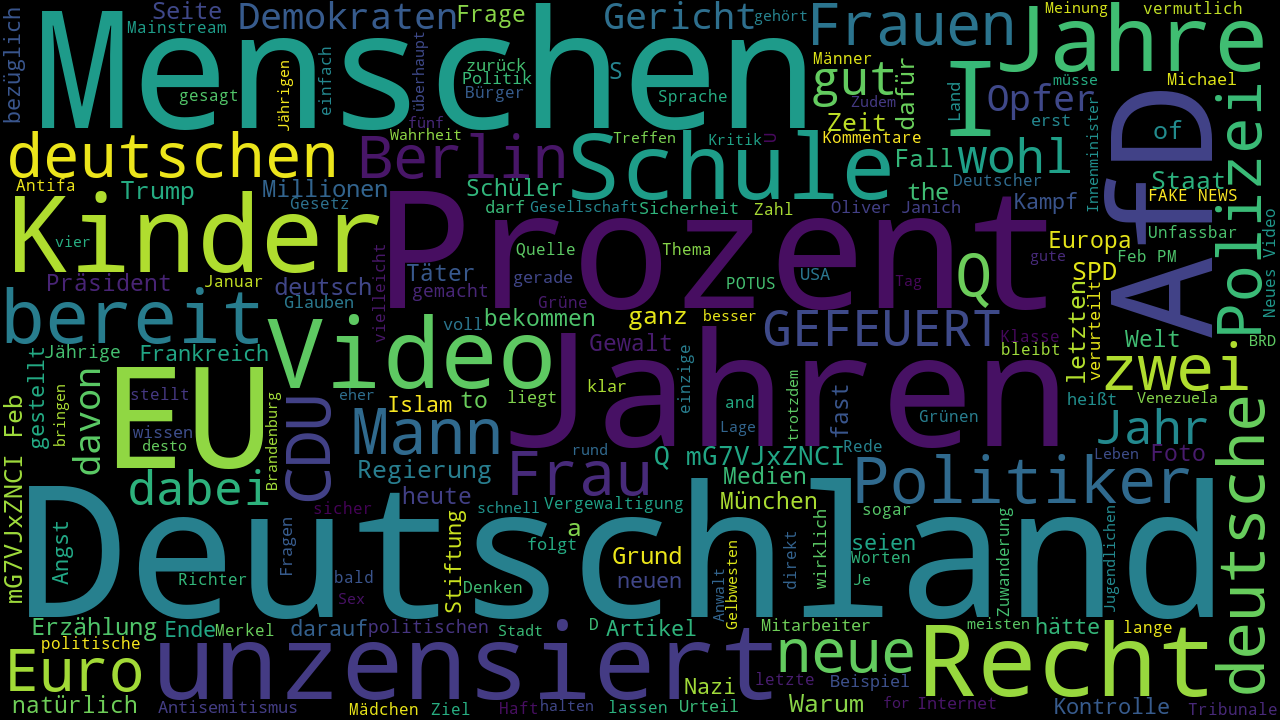 bezüglich
Seite
Mainstream
Demokraten
Frage
Gericht
gehört
Frauen
Meinung
vermutlich
Menschen
Jahre
gesagt
Jährigen
einfach
überhaupt
zurück
Politik
Bürger
fünf
S
Sprache
Männer
gut
Zudem
dafür
I
Land
Opfer
müsse
Michael
erst
Polizei
deutschen
Berlin
Wahrheit
Schule
Treffen
Kritik
U
Zeit
Kommentare
Fall
wohl
Innenminister
of
AfD
Antifa
Trump
Millionen
Gesetz
Schüler
the
Deutscher
Staat
FAKE NEWS
Kinder
vier
Prozent
darf
Gesellschaft
Sicherheit
Zahl
Oliver Janich
Kampf
Unfassbar
Europa
Feb PM
gute
Neues Video
Präsident
Januar
deutsch
Glauben
vielleicht
Täter
gemacht
gerade
Quelle
Grüne
Thema
POTUS
USA
Tag
Q
SPD
letzten
verurteilt
bereit
Video
voll
bekommen
ganz
besser
GEFEUERT
Klasse
bleibt
Welt
BRD
Jährige
Frankreich
Gewalt
Jahren
zwei
gestellt
bringen
davon
EU
stellt
wissen
desto
Brandenburg
CDU
eher
Islam
to
liegt
klar
einzige
and
Lage
trotzdem
fast
Grünen
heißt
Venezuela
Mann
Jahr
mG7VJxZNCI Feb
dabei
Regierung
heute
Frau
rund
Q mG7VJxZNCI
Medien
Rede
Leben
Foto
Politiker
deutsche
Deutschland
Angst
sicher
Fragen
Richter
bald
Sex
Stiftung
schnell
Vergewaltigung
a
folgt
Denken
München
Grund
neuen
Anwalt
Gelbwesten
direkt
wirklich
sogar
seien
Worten
Je
Zuwanderung
Jugendlichen
Erzählung
Ende
Merkel
darauf
politischen
Stadt
D
Artikel
Mitarbeiter
meisten
hätte
lange
politische
Euro
unzensiert
neue
letzte
Beispiel
Recht
natürlich
Antisemitismus
Mädchen
Ziel
Haft
halten
lassen
Nazi
Urteil
Warum
for
Internet
Kontrolle
Tribunale